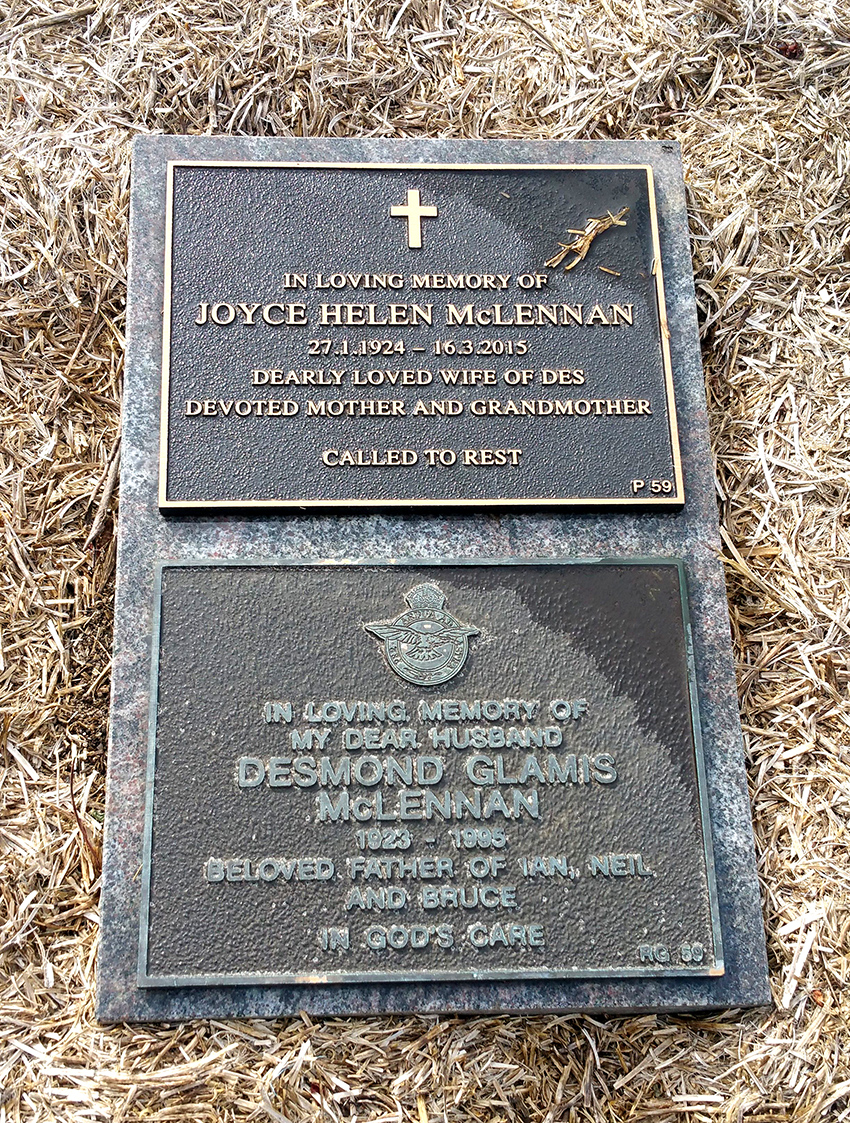 IN LOVING MEMORY OF
JOYCE HELEN McLENNAN
27.1.1924 – 16.3.2015
DEARLY LOVED WIFE OF DES
DEVOTED MOTHER AND GRANDMOTHER
CALLED TO REST
P 59
IN LOVING MEMORY OF
MY DEAR HUSBAND
DESMOND GLAMIS
McLENNAN
1923 - 1995
BELOVED FATHER OF IAN, NEIL
AND BRUCE
IN GOD'S CARE
RG 59